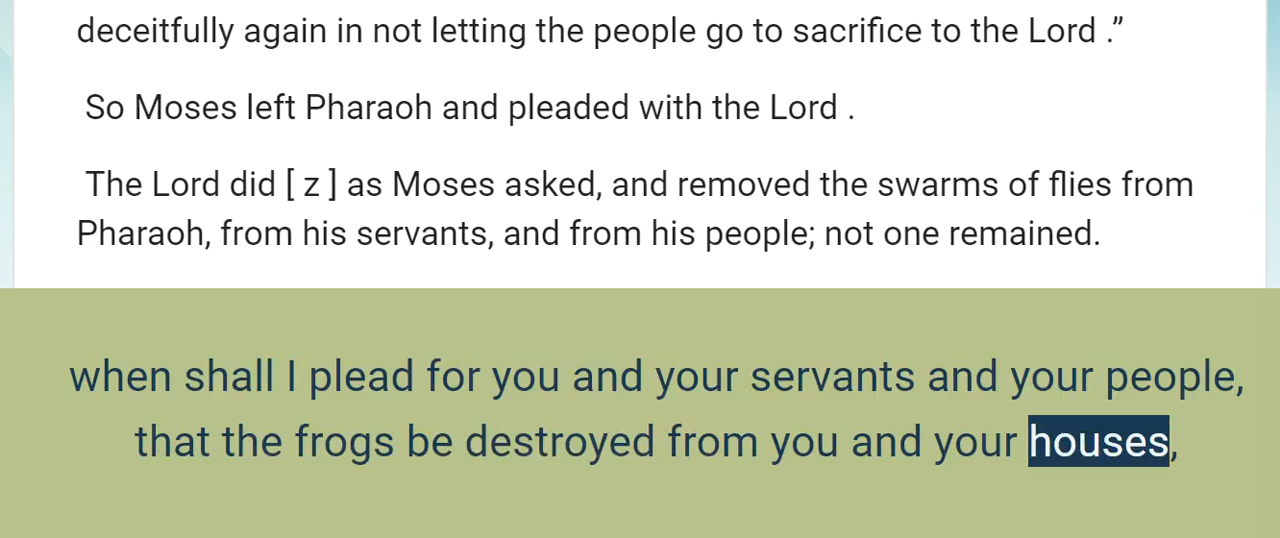 deceitfully again in not letting the people go to sacrifice to the Lord .”
So Moses left Pharaoh and pleaded with the Lord .
The Lord did [ z ] as Moses asked, and removed the swarms of flies from
Pharaoh, from his servants, and from his people; not one remained.
when shall I plead for you and your servants and your people,
that the frogs be destroyed from you and your houses,